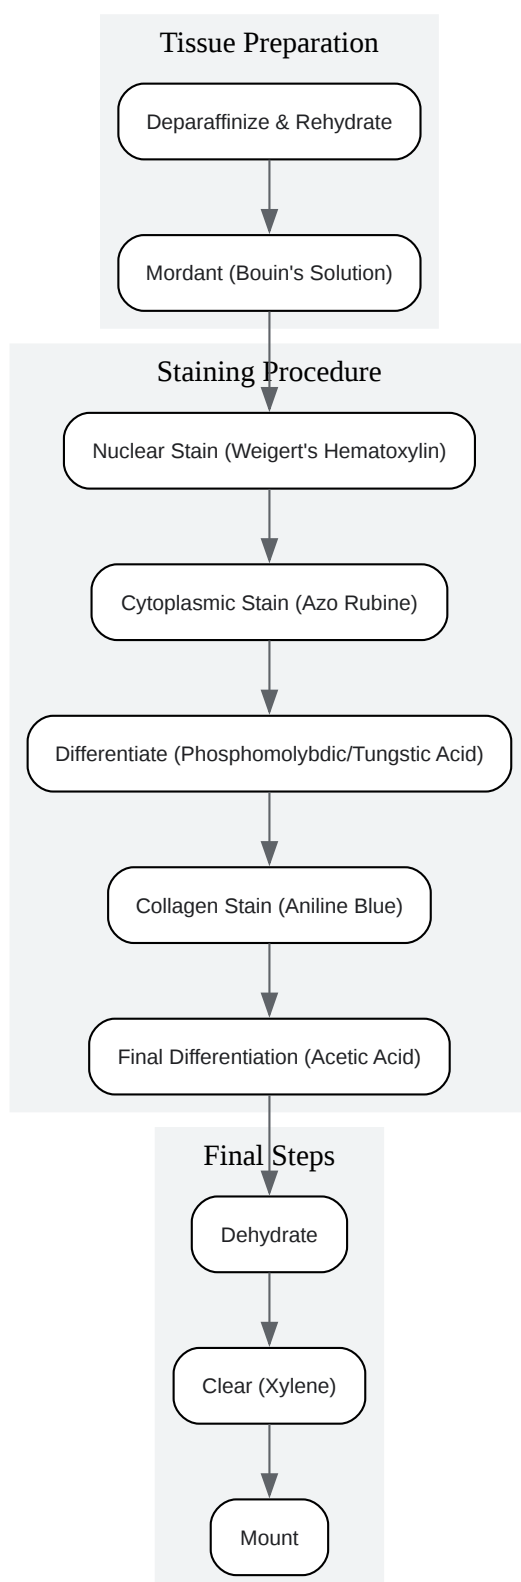 Tissue Preparation
Deparaffinize & Rehydrate
Mordant (Bouin's Solution)
Staining Procedure
Nuclear Stain (Weigert's Hematoxylin)
Cytoplasmic Stain (Azo Rubine)
Differentiate (Phosphomolybdic/Tungstic Acid)
Collagen Stain (Aniline Blue)
Final Differentiation (Acetic Acid)
Final Steps
Dehydrate
Clear (Xylene)
Mount